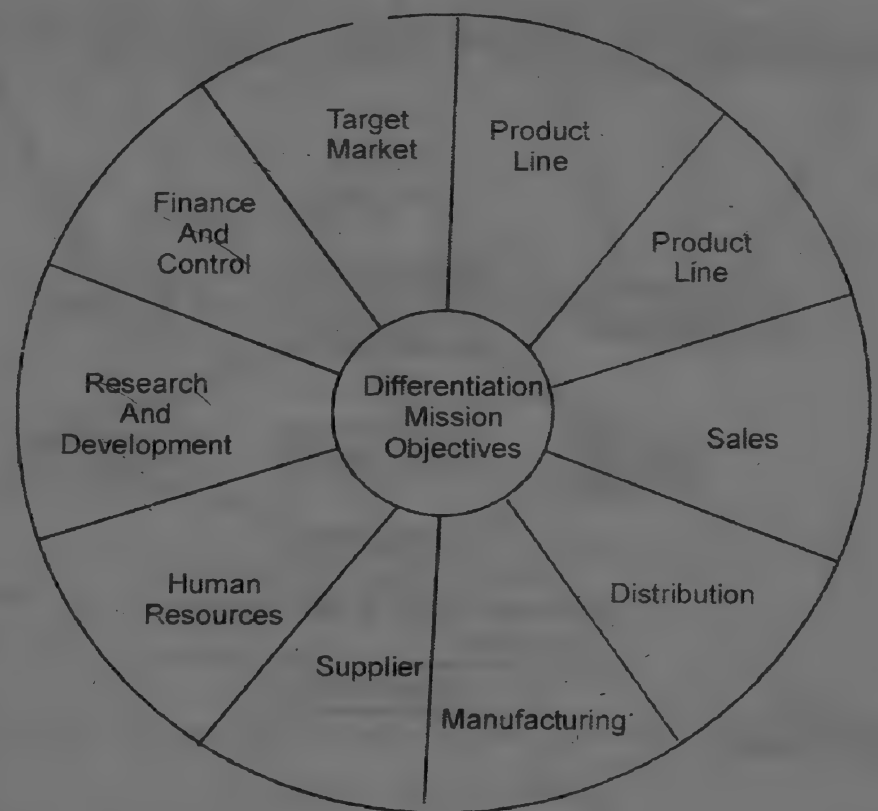 Target
Market
Product
Line
Product
Line
Sales
Distribution
Manufacturing
Supplier
Human
Resources
Research
And
Development
Finance
And
Control
Differentiation
Mission
Objectives